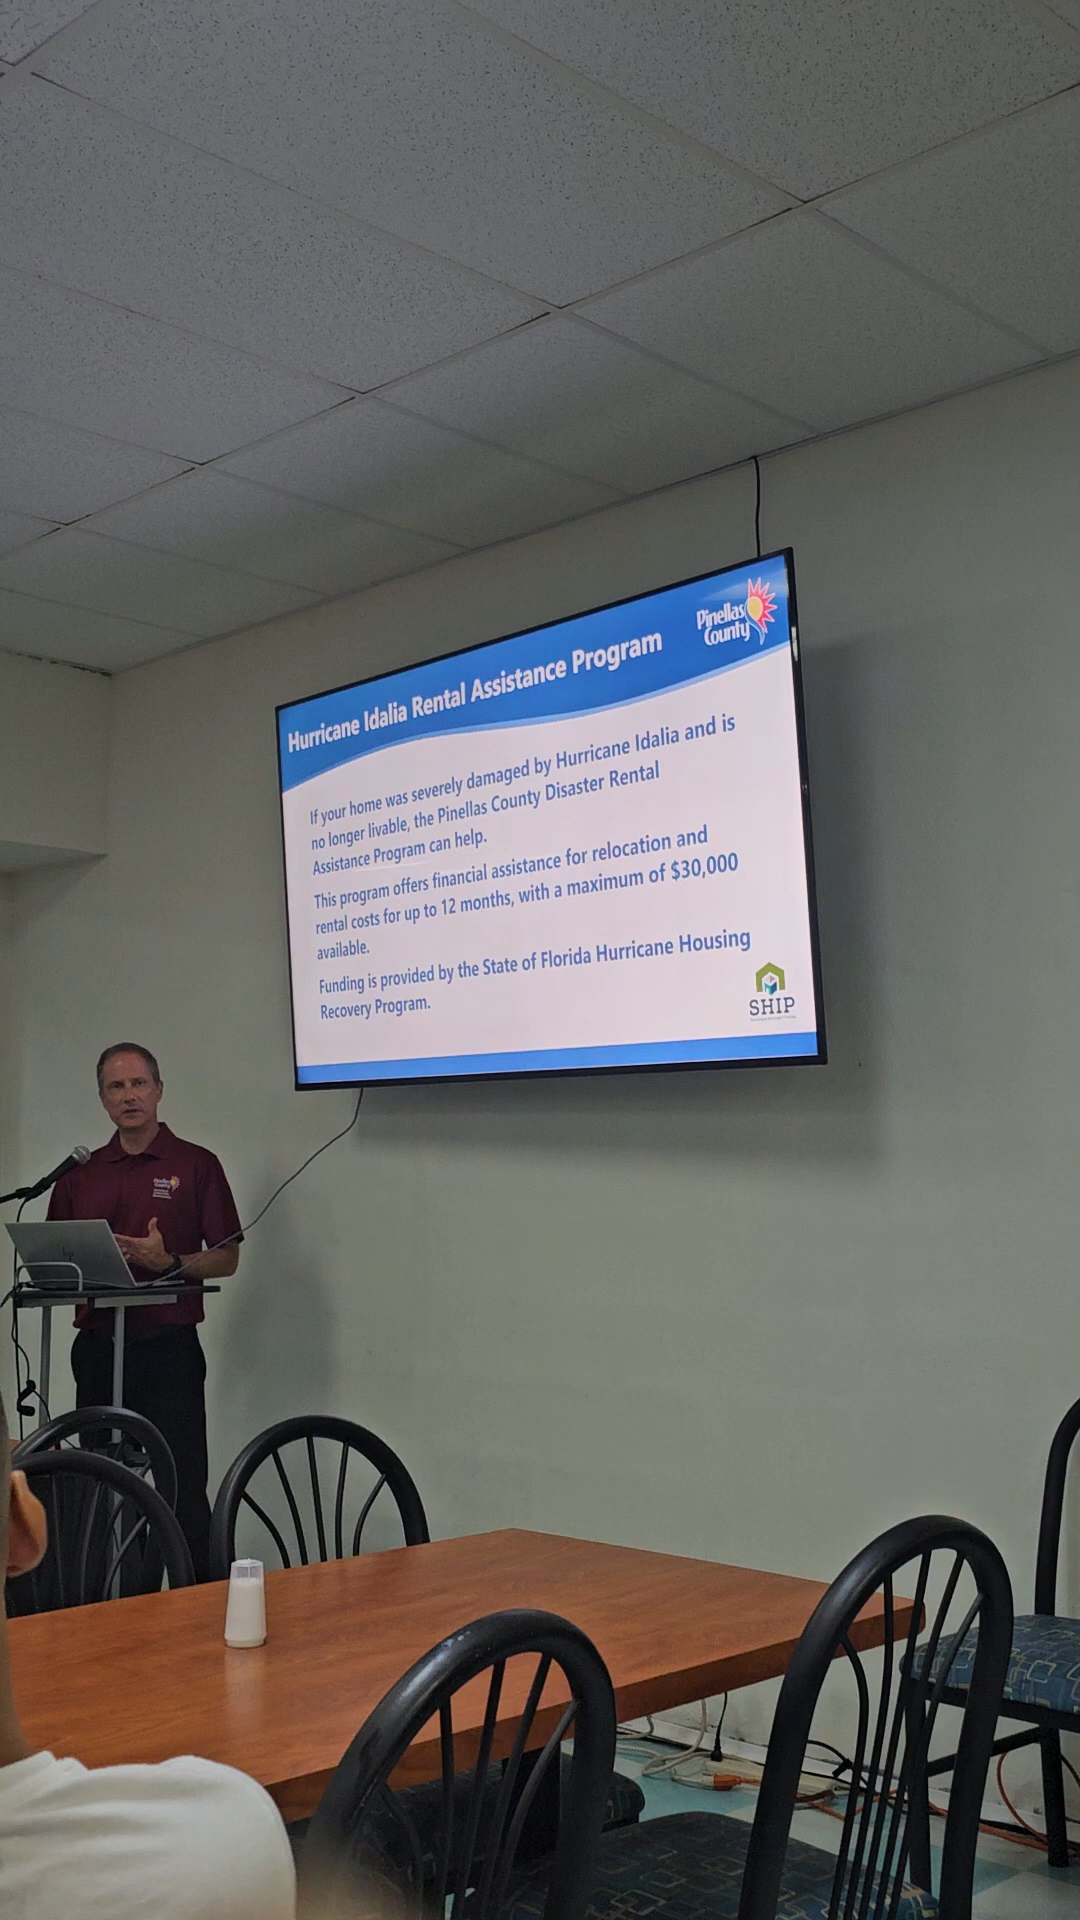 Pinellas
County
Hurricane Idalia Rental Assistance Program
If your home was severely damaged by Hurricane Idalia and is
no longer livable, the Pinellas County Disaster Rental
Assistance Program can help.
This program offers financial assistance for relocation and
rental costs for up to 12 months, with a maximum of $30,000
available.
Funding is provided by the State of Florida Hurricane Housing
Recovery Program.
SHIP
Pinellas
County
hp